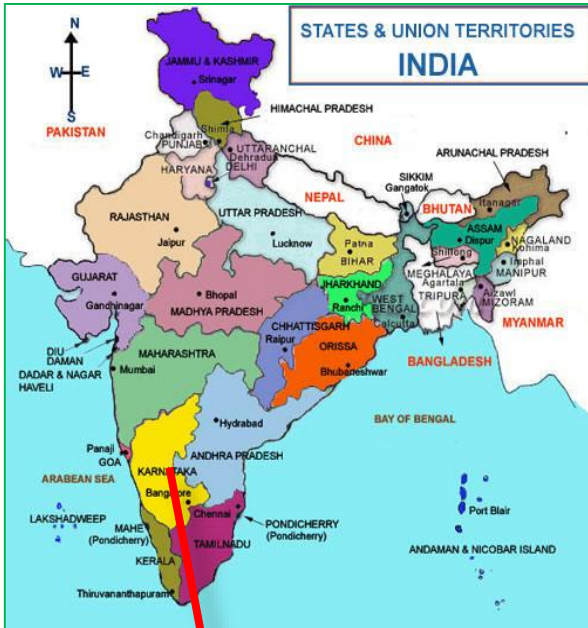 STATES & UNION TERRITORIES
INDIA
N
W E
S
JAMMU & KASHMIR
Srinagar
HIMACHAL PRADESH
PAKISTAN
Chandigarh
Shimla
PUNJAB
CHINA
UTTARANCHAL
Dehradun
HARYANA
DELHI
ARUNACHAL PRADESH
SIKKIM
Gangatok
NEPAL
BHUTAN
Itanagar
RAJASTHAN
UTTAR PRADESH
ASSAM
Jaipur
Lucknow
Dispur
NAGALAND
Kohima
Patna
BIHAR
Shillong
Imphal
MEGHALAYA
MANIPUR
GUJARAT
Gandhinagar
Bhopal
MADHYA PRADESH
JHARKHAND
Ranchi
WEST
BENGAL
Calcutta
Agartala
TRIPURA
Aizawl
MIZORAM
MYANMAR
CHHATTISGARH
Raipur
ORISSA
Bhubaneshwar
BANGLADESH
DIU
DAMAN
DADAR & NAGAR
HAVELI
MAHARASHTRA
Mumbai
Hydrabad
BAY OF BENGAL
Panaji
GOA
KARNATAKA
ANDHRA PRADESH
ARABEAN SEA
Bangalore
Chennai
LAKSHADWEEP
MAHE
(Pondicherry)
PONDICHERRY
(Pondicherry)
Port Blair
TAMILNADU
KERALA
ANDAMAN & NICOBAR ISLAND
Thiruvananthapuram